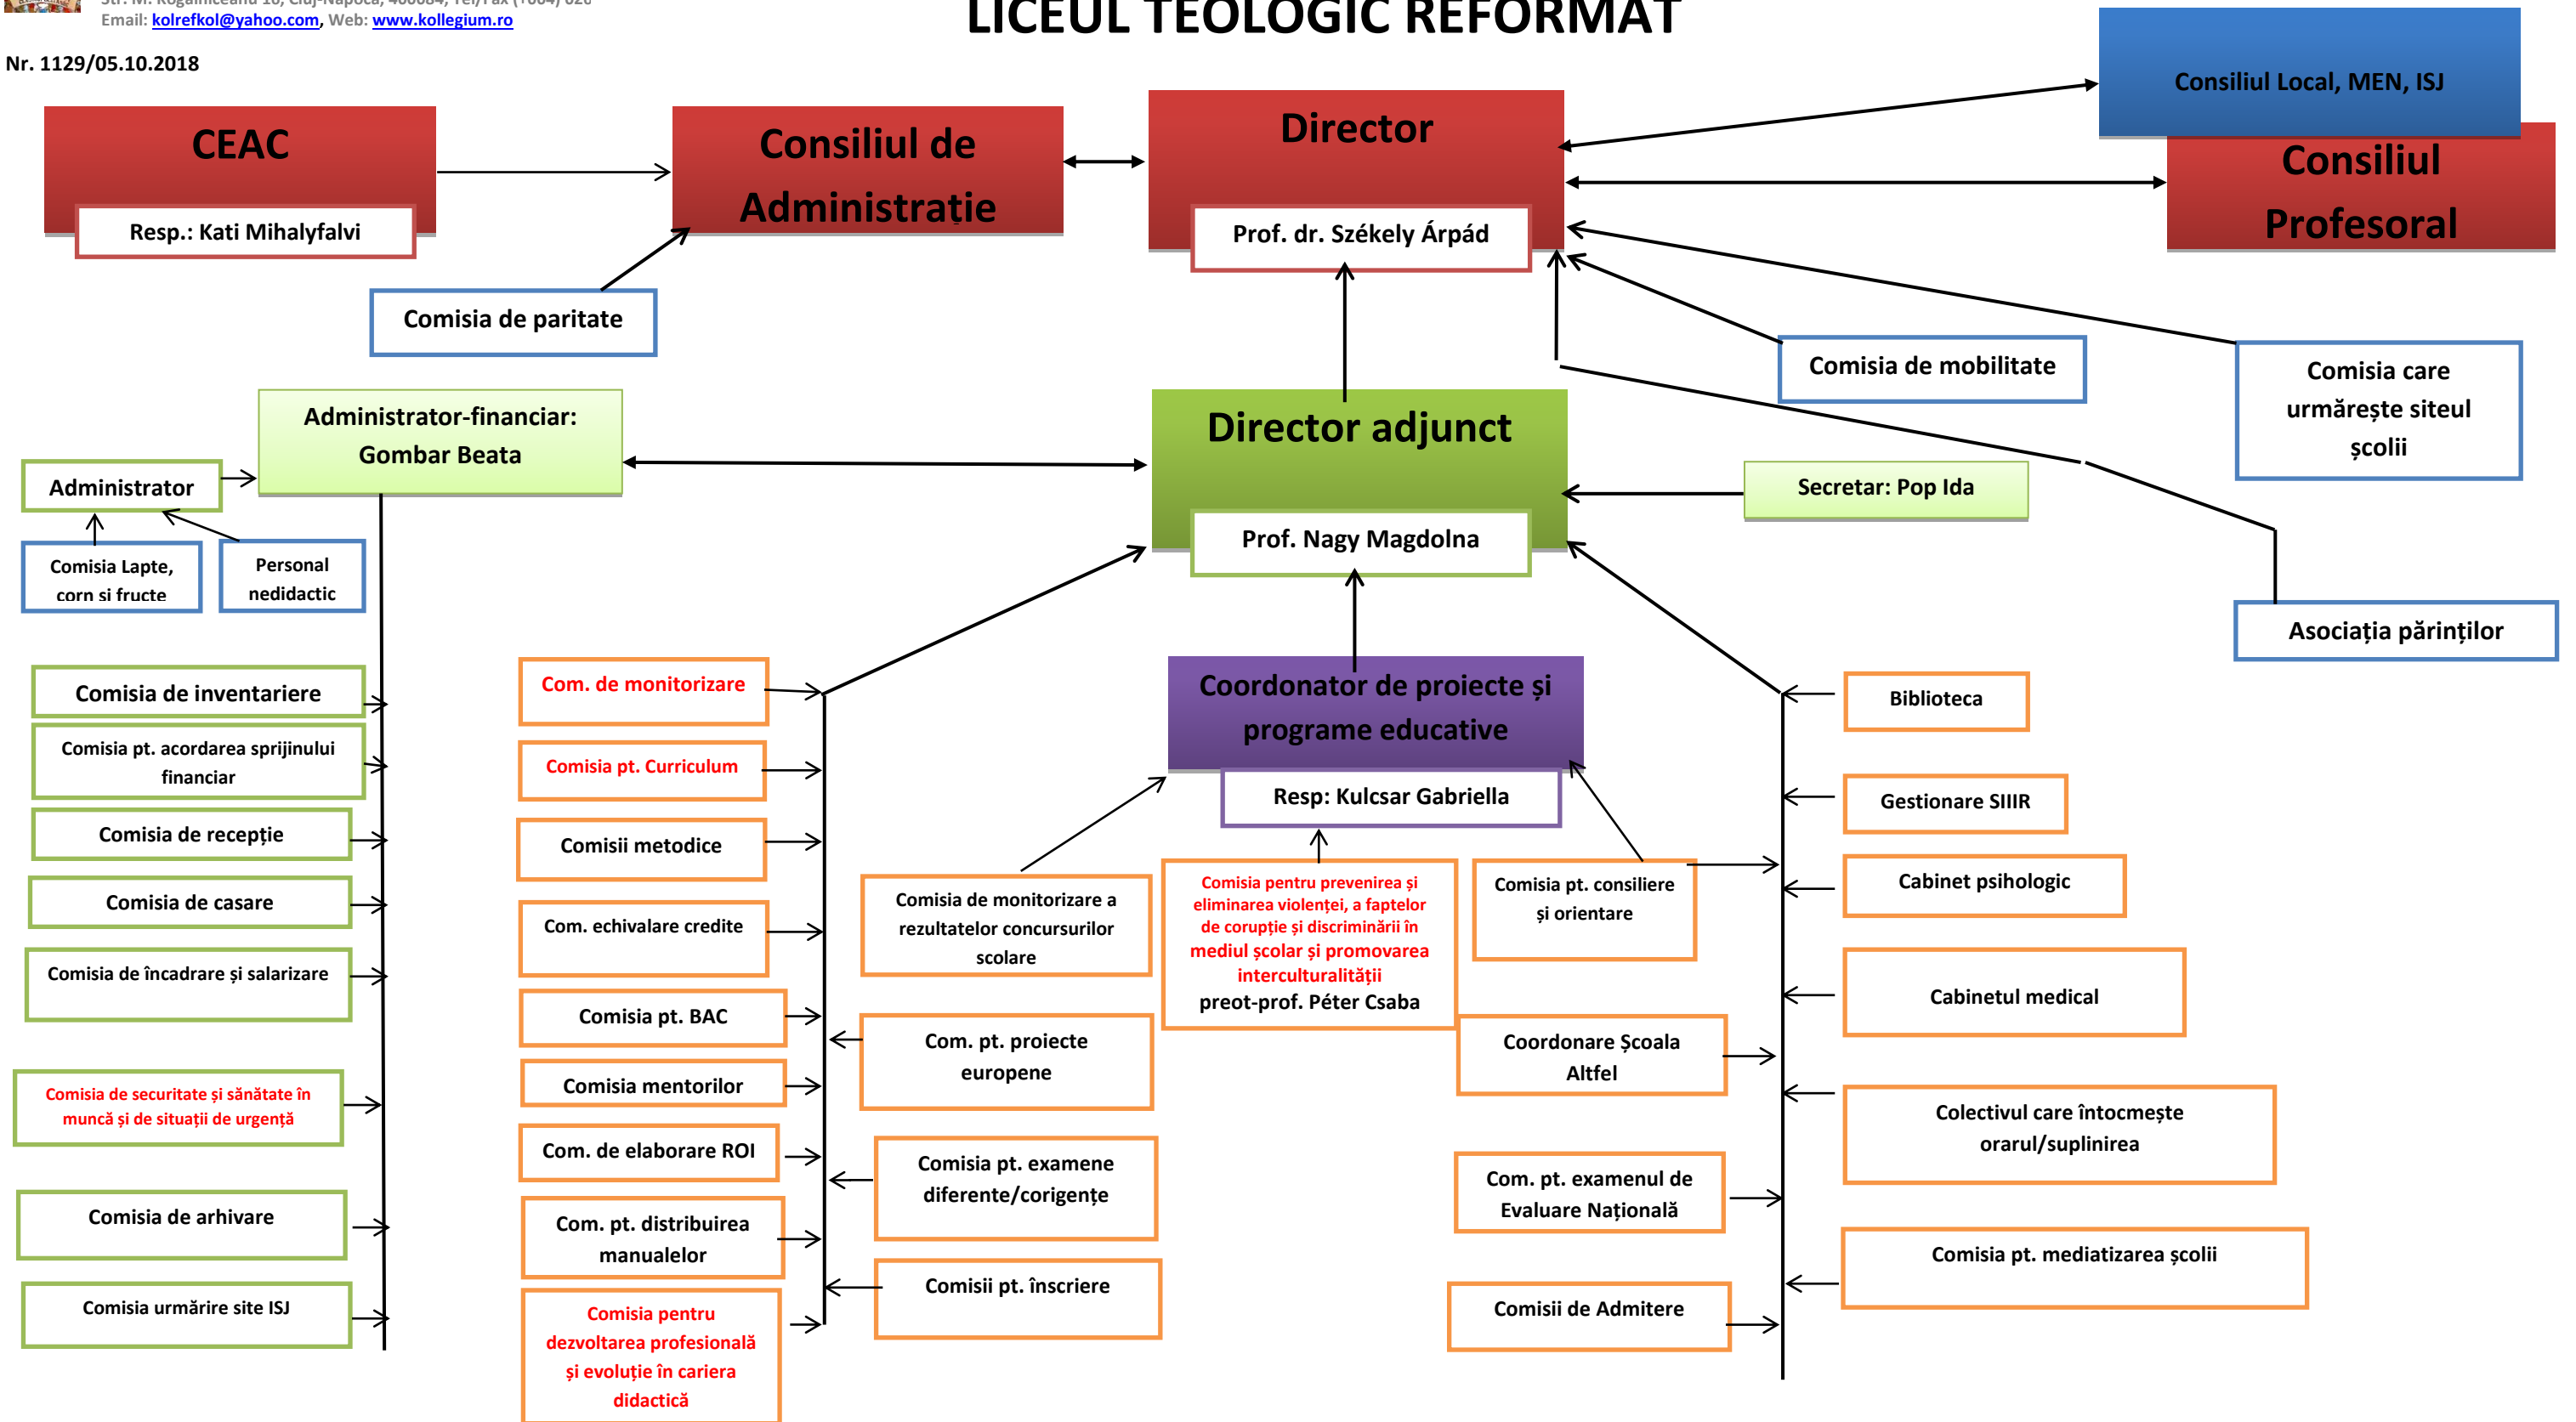 Email: kolrefkol@yahoo.com, Web: www.kollegium.ro
LICEUL TEOLOGIC REFORMAT
Nr. 1129/05.10.2018
Consiliul Local, MEN, ISJ
CEAC
Resp.: Kati Mihalyfalvi
Consiliul de
Administrație
Director
Prof. dr. Székely Árpád
Consiliul
Profesoral
Comisia de paritate
Comisia de mobilitate
Comisia care
urmărește siteul
școlii
Administrator-financiar:
Gombar Beata
Director adjunct
Prof. Nagy Magdolna
Secretar: Pop Ida
Administrator
Comisia Lapte,
corn si fructe
Personal
nedidactic
Asociația părinților
Comisia de inventariere
Comisia pt. acordarea sprijinului
financiar
Comisia de recepție
Comisia de casare
Comisia de încadrare și salarizare
Comisia de securitate și sănătate în
muncă și de situații de urgență
Comisia de arhivare
Comisia urmărire site ISJ
Com. de monitorizare
Comisia pt. Curriculum
Comisii metodice
Com. echivalare credite
Comisia pt. BAC
Comisia mentorilor
Com. de elaborare ROI
Com. pt. distribuirea
manualelor
Comisia pentru
dezvoltarea profesională
și evoluție în cariera
didactică
Coordonator de proiecte și
programe educative
Resp: Kulcsar Gabriella
Comisia de monitorizare a
rezultatelor concursurilor
scolare
Comisia pentru prevenirea și
eliminarea violenței, a faptelor
de corupție și discriminării în
mediul școlar și promovarea
interculturalității
preot-prof. Péter Csaba
Comisia pt. consiliere
și orientare
Com. pt. proiecte
europene
Comisia pt. examene
diferente/corigențe
Comisii pt. înscriere
Coordonare Școala
Altfel
Com. pt. examenul de
Evaluare Națională
Comisii de Admitere
Biblioteca
Gestionare SIIIR
Cabinet psihologic
Cabinetul medical
Colectivul care întocmește
orarul/suplinirea
Comisia pt. mediatizarea școlii